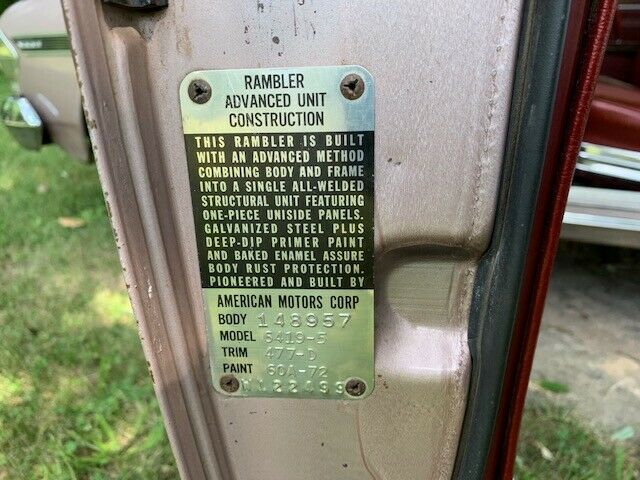 RAMBLER
ADVANCED UNIT
CONSTRUCTION
THIS RAMBLER IS BUILT
WITH AN ADVANCED METHOD
COMBINING BODY AND FRAME
INTO A SINGLE ALL-WELDED
STRUCTURAL UNIT FEATURING
ONE-PIECE UNISIDE PANELS.
GALVANIZED STEEL PLUS
DEEP-DIP PRIMER PAINT
AND BAKED ENAMEL ASSURE
BODY RUST PROTECTION.
PIONEERED AND BUILT BY
AMERICAN MOTORS CORP
BODY 148957
MODEL 6419-5
TRIM 477-D
PAINT 60A-72